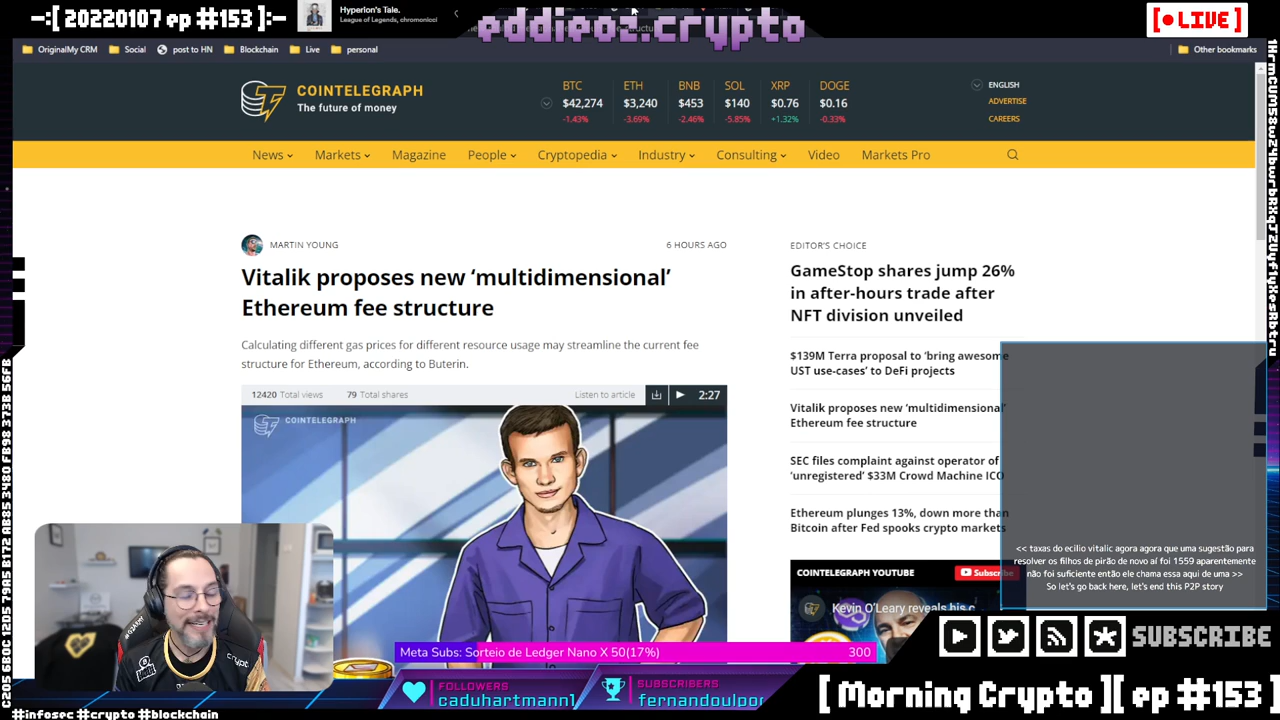 -:[ 20220107 ep #153 ]:-
Hyperion's Tale.
League of Legends, chromonicci
eddieoz.crypto
[● LIVE]
OriginalMy CRM
Social
post to HN
Blockchain
Live
personal
Other bookmarks
COINTELEGRAPH
The future of money
BTC
$42,274
-1.43%
ETH
$3,240
-3.69%
BNB
$453
-2.46%
SOL
$140
-5.85%
XRP
$0.76
+1.32%
DOGE
$0.16
-0.33%
ENGLISH
ADVERTISE
CAREERS
News
Markets
Magazine
People
Cryptopedia
Industry
Consulting
Video
Markets Pro
MARTIN YOUNG
6 HOURS AGO
Vitalik proposes new ‘multidimensional’
Ethereum fee structure
Calculating different gas prices for different resource usage may streamline the current fee
structure for Ethereum, according to Buterin.
12420 Total views
79 Total shares
Listen to article
2:27
COINTELEGRAPH
EDITOR'S CHOICE
GameStop shares jump 26%
in after-hours trade after
NFT division unveiled
$139M Terra proposal to ‘bring awesome
UST use-cases’ to DeFi projects
Vitalik proposes new ‘multidimensional’
Ethereum fee structure
SEC files complaint against operator of
‘unregistered’ $33M Crowd Machine ICO
Ethereum plunges 13%, down more than
Bitcoin after Fed spooks crypto markets
COINTELEGRAPH YOUTUBE
Subscribe
Kevin O'Leary reveals his c
<< taxas do ecilio vitalic agora agora que uma sugestão para
resolver os filhos de pirão de novo aí foi 1559 aparentemente
não foi suficiente então ele chama essa aqui de uma >>
So let's go back here, let's end this P2P story
crypto
Meta Subs: Sorteio de Ledger Nano X 50(17%)
300
FOLLOWERS
caduhartmann1
SUBSCRIBERS
fernandoulpor
SUBSCRIBE
[ Morning Crypto ][ ep #153 ]
#infosec #crypto #blockchain